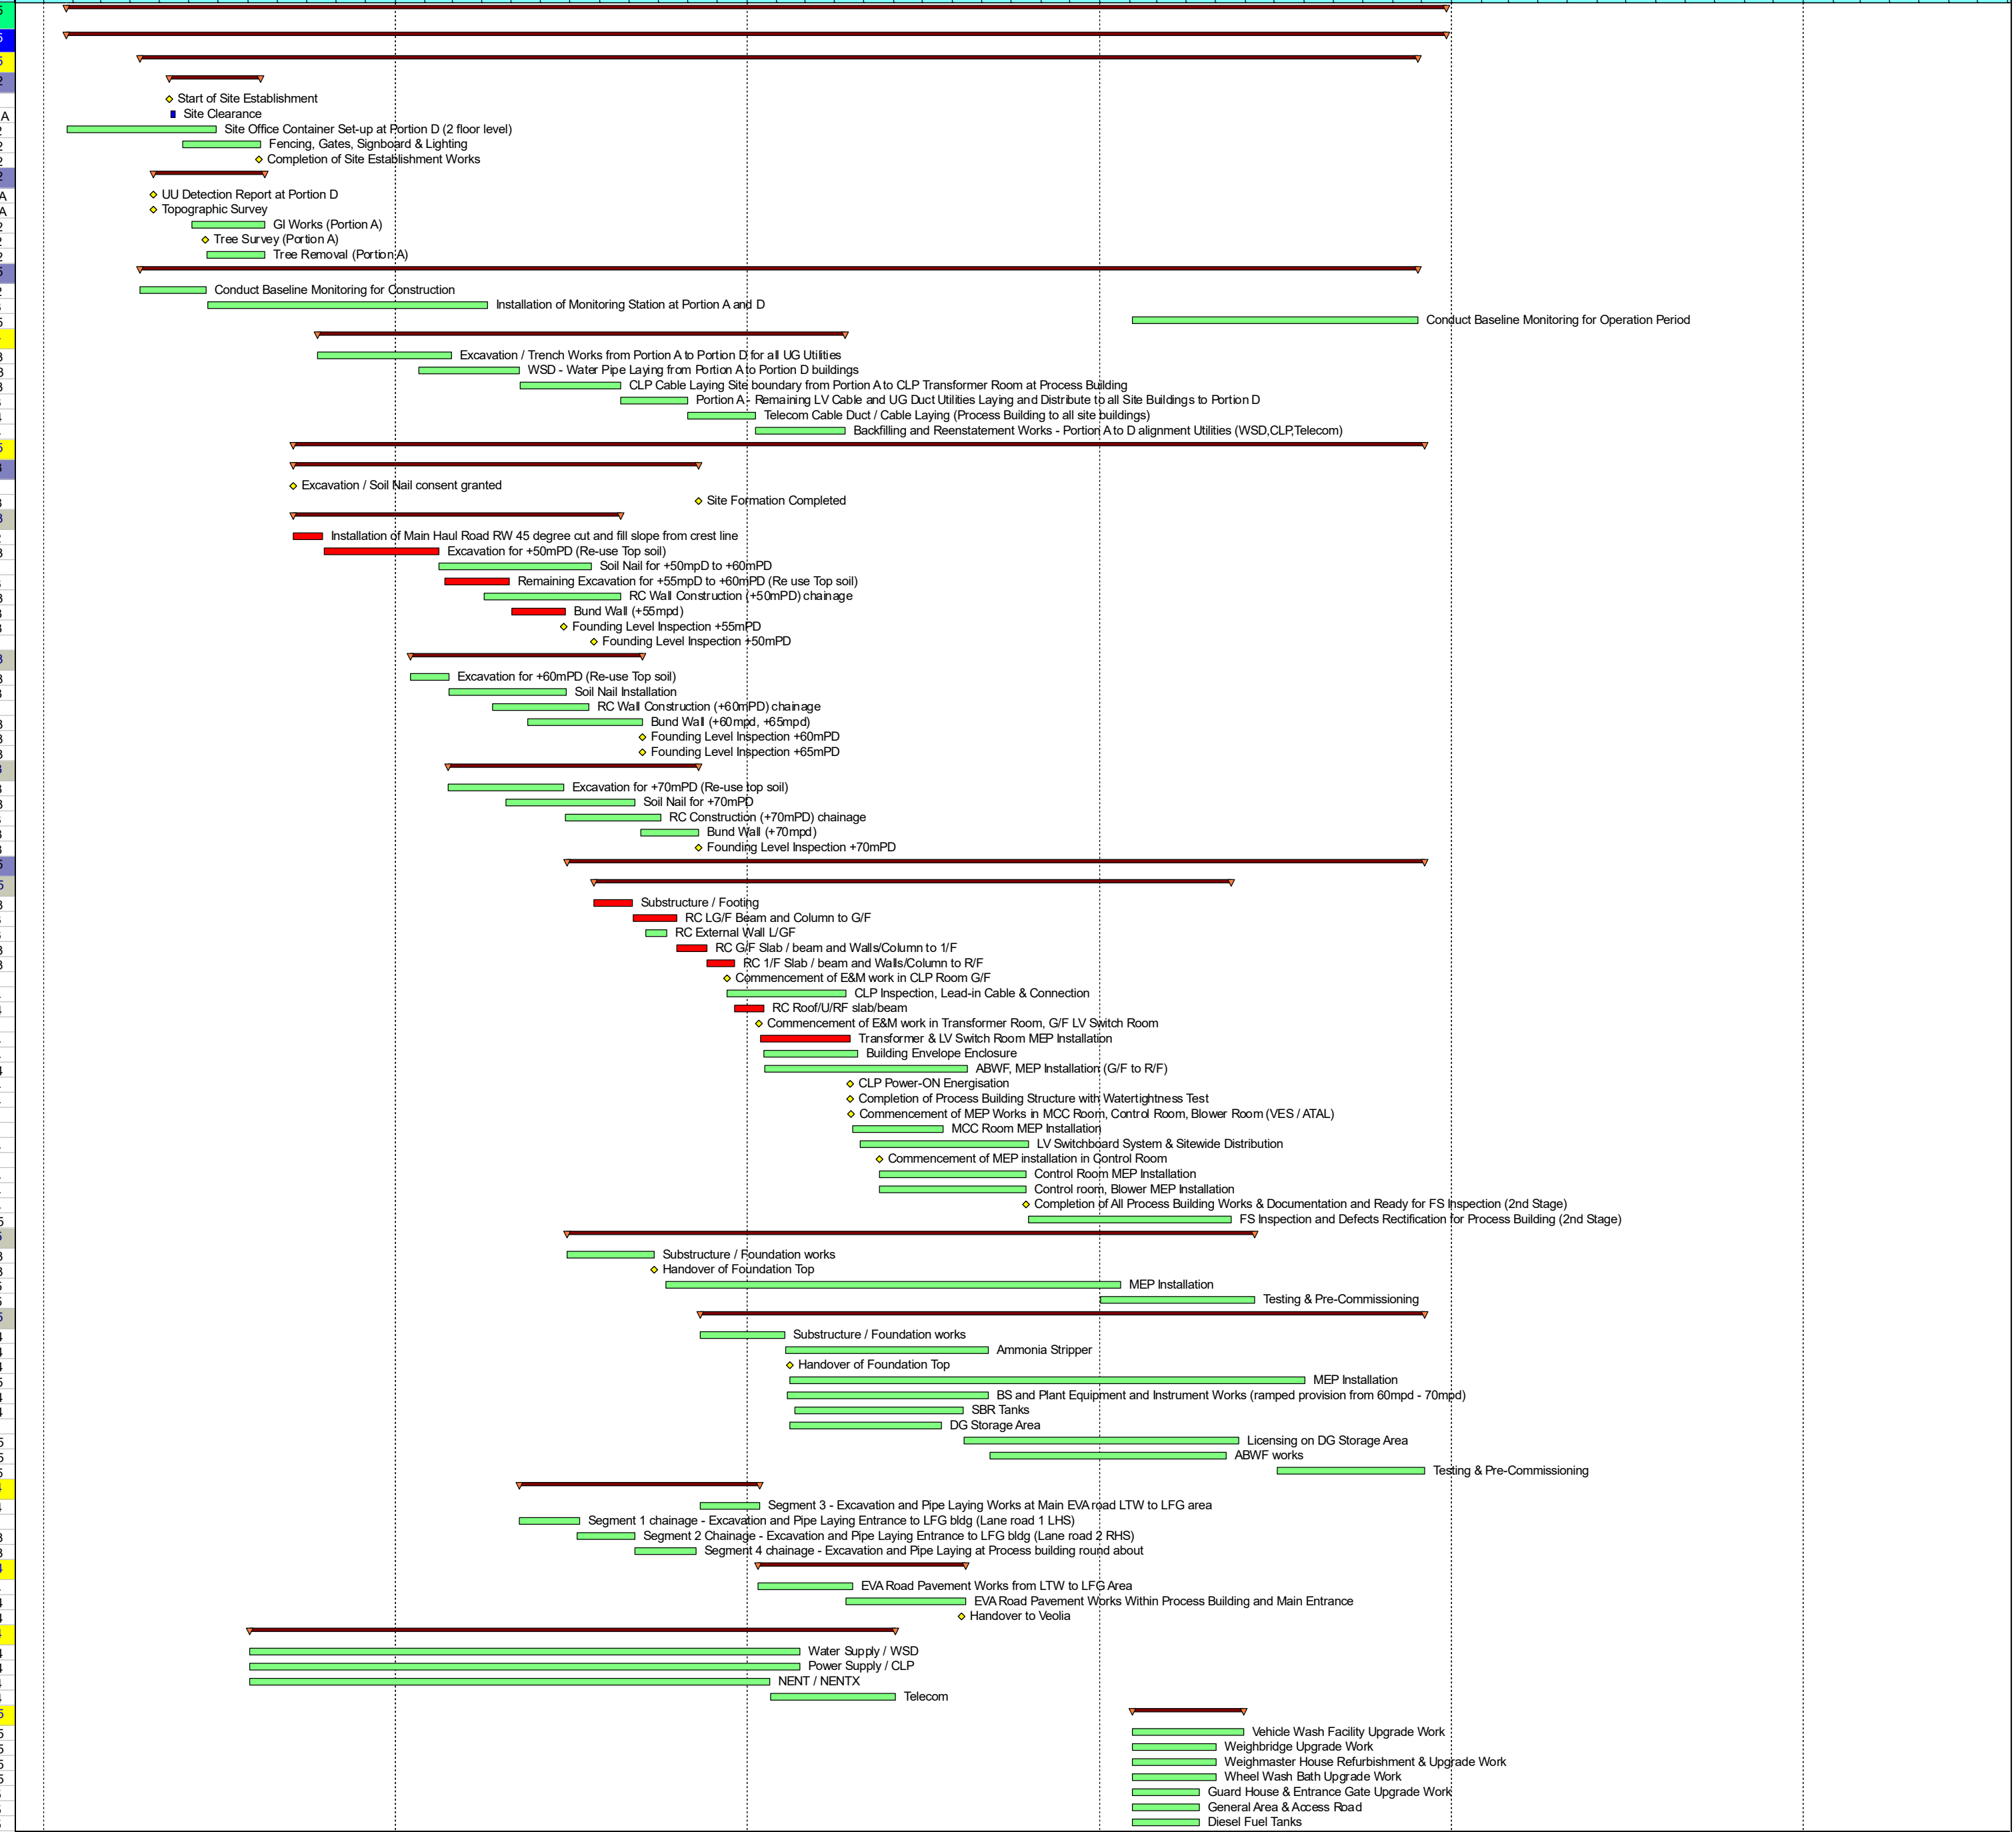 Start of Site Establishment
Site Clearance
Site Office Container Set-up at Portion D (2 floor level)
Fencing, Gates, Signboard & Lighting
Completion of Site Establishment Works
UU Detection Report at Portion D
Topographic Survey
GI Works (Portion A)
Tree Survey (Portion A)
Tree Removal (Portion A)
Conduct Baseline Monitoring for Construction
Installation of Monitoring Station at Portion A and D
Conduct Baseline Monitoring for Operation Period
Excavation / Trench Works from Portion A to Portion D for all UG Utilities
WSD - Water Pipe Laying from Portion A to Portion D buildings
CLP Cable Laying Site boundary from Portion A to CLP Transformer Room at Process Building
Portion A - Remaining LV Cable and UG Duct Utilities Laying and Distribute to all Site Buildings to Portion D
Telecom Cable Duct / Cable Laying (Process Building to all site buildings)
Backfilling and Reenstatement Works - Portion A to D alignment Utilities (WSD,CLP,Telecom)
Excavation / Soil Nail consent granted
Site Formation Completed
Installation of Main Haul Road RW 45 degree cut and fill slope from crest line
Excavation for +50mPD (Re-use Top soil)
Soil Nail for +50mpD to +60mPD
Remaining Excavation for +55mpD to +60mPD (Re use Top soil)
RC Wall Construction (+50mPD) chainage
Bund Wall (+55mpd)
Founding Level Inspection +55mPD
Founding Level Inspection +50mPD
Excavation for +60mPD (Re-use Top soil)
Soil Nail Installation
RC Wall Construction (+60mPD) chainage
Bund Wall (+60mpd, +65mpd)
Founding Level Inspection +60mPD
Founding Level Inspection +65mPD
Excavation for +70mPD (Re-use top soil)
Soil Nail for +70mPD
RC Construction (+70mPD) chainage
Bund Wall (+70mpd)
Founding Level Inspection +70mPD
Substructure / Footing
RC LG/F Beam and Column to G/F
RC External Wall L/GF
RC G/F Slab / beam and Walls/Column to 1/F
RC 1/F Slab / beam and Walls/Column to R/F
Commencement of E&M work in CLP Room G/F
CLP Inspection, Lead-in Cable & Connection
RC Roof/U/RF slab/beam
Commencement of E&M work in Transformer Room, G/F LV Switch Room
Transformer & LV Switch Room MEP Installation
Building Envelope Enclosure
ABWF, MEP Installation (G/F to R/F)
CLP Power-ON Energisation
Completion of Process Building Structure with Watertightness Test
Commencement of MEP Works in MCC Room, Control Room, Blower Room (VES / ATAL)
MCC Room MEP Installation
LV Switchboard System & Sitewide Distribution
Commencement of MEP installation in Control Room
Control Room MEP Installation
Control room, Blower MEP Installation
Completion of All Process Building Works & Documentation and Ready for FS Inspection (2nd Stage)
FS Inspection and Defects Rectification for Process Building (2nd Stage)
Substructure / Foundation works
Handover of Foundation Top
MEP Installation
Testing & Pre-Commissioning
Substructure / Foundation works
Ammonia Stripper
Handover of Foundation Top
MEP Installation
BS and Plant Equipment and Instrument Works (ramped provision from 60mpd - 70mpd)
SBR Tanks
DG Storage Area
Licensing on DG Storage Area
ABWF works
Testing & Pre-Commissioning
Segment 3 - Excavation and Pipe Laying Works at Main EVA road LTW to LFG area
Segment 1 chainage - Excavation and Pipe Laying Entrance to LFG bldg (Lane road 1 LHS)
Segment 2 Chainage - Excavation and Pipe Laying Entrance to LFG bldg (Lane road 2 RHS)
Segment 4 chainage - Excavation and Pipe Laying at Process building round about
EVA Road Pavement Works from LTW to LFG Area
EVA Road Pavement Works Within Process Building and Main Entrance
Handover to Veolia
Water Supply / WSD
Power Supply / CLP
NENT / NENTX
Telecom
Vehicle Wash Facility Upgrade Work
Weighbridge Upgrade Work
Weighmaster House Refurbishment & Upgrade Work
Wheel Wash Bath Upgrade Work
Guard House & Entrance Gate Upgrade Work
General Area & Access Road
Diesel Fuel Tanks